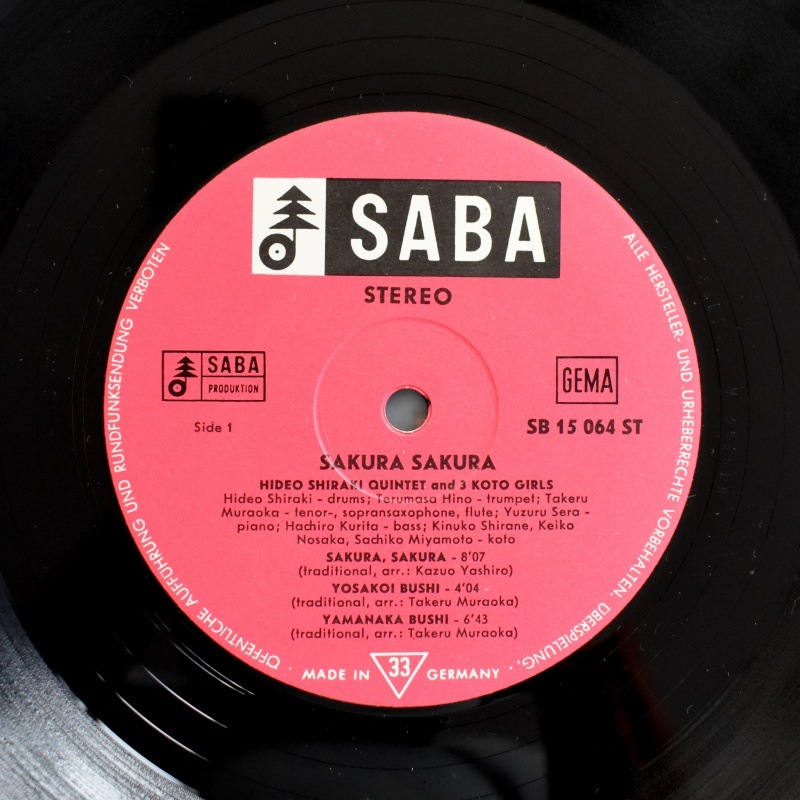 SABA
STEREO
SABA
PRODUKTION
GEMA
Side 1
SB 15 064 ST
SAKURA SAKURA
HIDEO SHIRAKI QUINTET and 3 KOTO GIRLS
Hideo Shiraki - drums; Terumasa Hino - trumpet; Takeru
Muraoka - tenor-, sopransaxophone, flute; Yuzuru Sera -
piano; Hachiro Kurita - bass; Kinuko Shirane, Keiko
Nosaka, Sachiko Miyamoto - koto
SAKURA, SAKURA - 8'07
(traditional, arr.: Kazuo Yashiro)
YOSAKOI BUSHI - 4'04
(traditional, arr.: Takeru Muraoka)
YAMANAKA BUSHI - 6'43
(traditional, arr.: Takeru Muraoka)
MADE IN 33 GERMANY
ALLE HERSTELLER- UND URHEBERRECHTE VORBEHALTEN. ÜBERSPIELUNG,
ÖFFENTLICHE AUFFÜHRUNG UND RUNDFUNKSENDUNG VERBOTEN